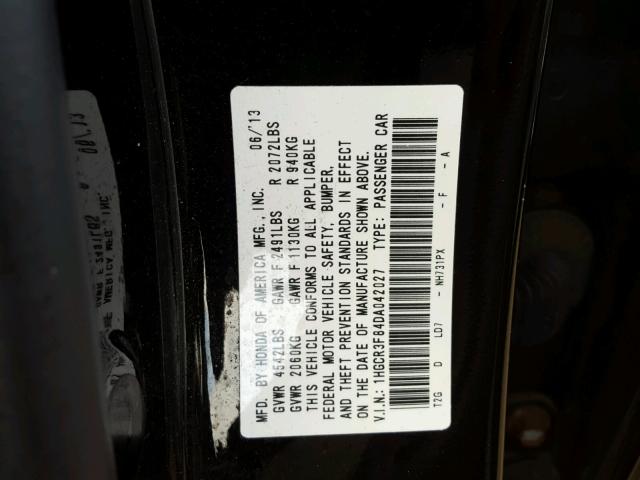 MFD. BY HONDA OF AMERICA MFG., INC. 06/'13
GVWR 4542LBS GAWR F 2491LBS R 2072LBS
GVWR 2060KG GAWR F 1130KG R 940KG
THIS VEHICLE CONFORMS TO ALL APPLICABLE
FEDERAL MOTOR VEHICLE SAFETY, BUMPER,
AND THEFT PREVENTION STANDARDS IN EFFECT
ON THE DATE OF MANUFACTURE SHOWN ABOVE.
V.I.N.: 1HGCR3F84DA042027 TYPE: PASSENGER CAR
T2G D LD7 NH731PX - F - A